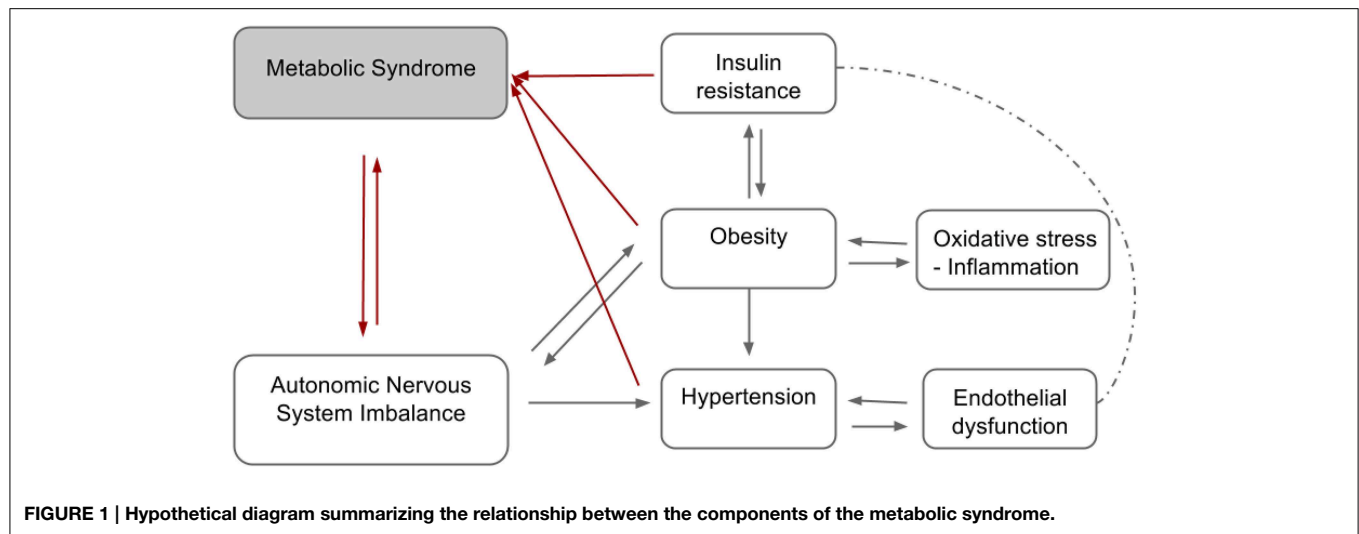 Metabolic Syndrome
Insulin
resistance
Obesity
Oxidative stress
- Inflammation
Autonomic Nervous
System Imbalance
Hypertension
Endothelial
dysfunction
FIGURE 1 | Hypothetical diagram summarizing the relationship between the components of the metabolic syndrome.